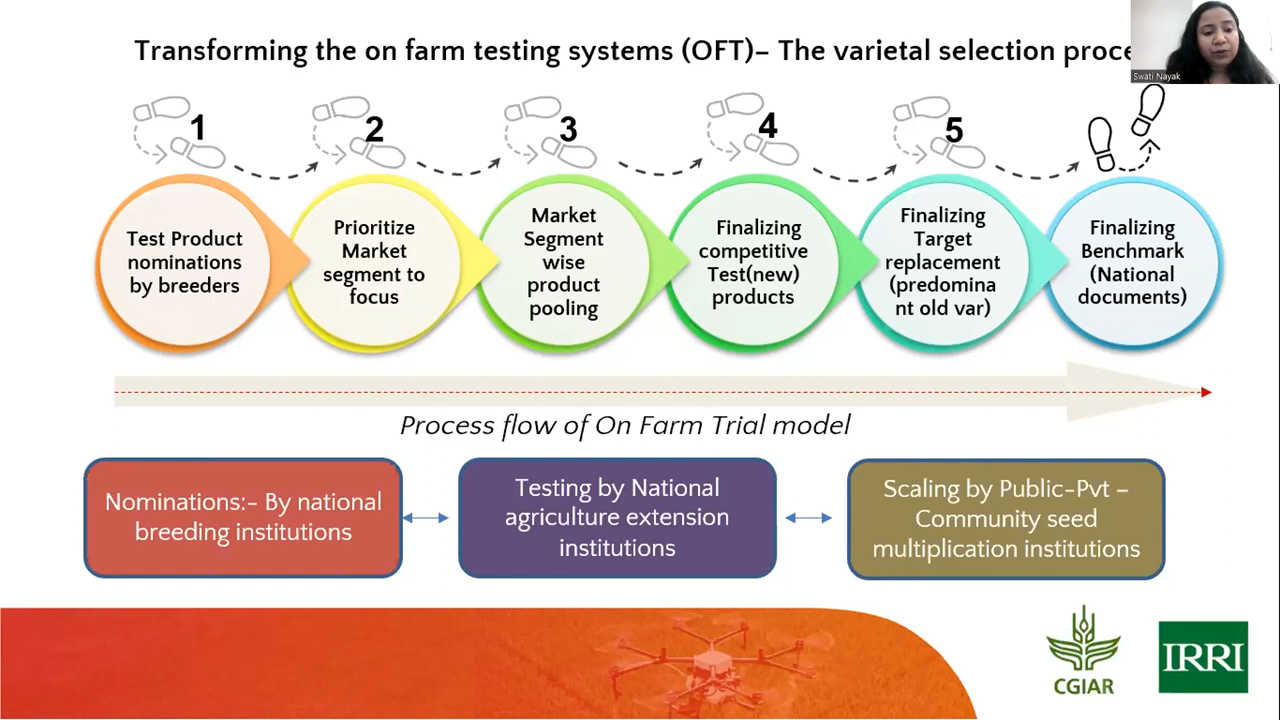 Transforming the on farm testing systems (OFT)– The varietal selection
Swati Nayak
1
2
3
4
5
Test Product
nominations
by breeders
Prioritize
Market
segment to
focus
Market
Segment
wise
product
pooling
Finalizing
competitive
Test(new)
products
Finalizing
Target
replacement
(predomina
nt old var)
Finalizing
Benchmark
(National
documents)
Process flow of On Farm Trial model
Nominations:- By national
breeding institutions
Testing by National
agriculture extension
institutions
Scaling by Public-Pvt –
Community seed
multiplication institutions
CGIAR
IRRI